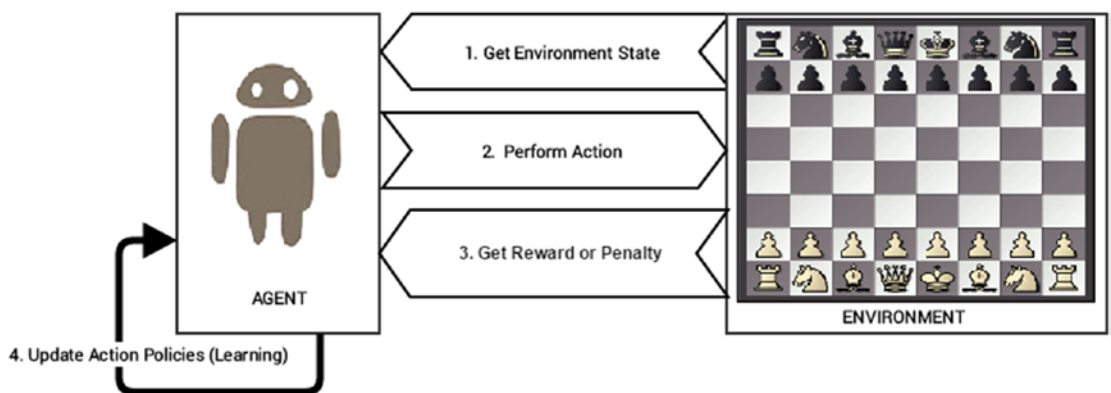 1. Get Environment State
2. Perform Action
3. Get Reward or Penalty
AGENT
ENVIRONMENT
4. Update Action Policies (Learning)